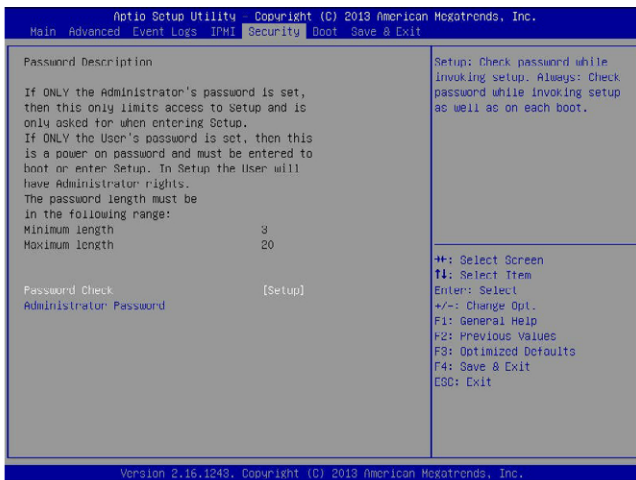 Aptio Setup Utility - Copyright (C) 2013 American Megatrends, Inc.
Main Advanced Event Logs IPMI Security Boot Save & Exit
Password Description
If ONLY the Administrator's password is set,
then this only limits access to Setup and is
only asked for when entering Setup.
If ONLY the User's password is set, then this
is a power on password and must be entered to
boot or enter Setup. In Setup the User will
have Administrator rights.
The password length must be
in the following range:
Minimum length 3
Maximum length 20
Password Check [Setup]
Administrator Password
Setup: Check password while
invoking setup. Always: Check
password while invoking setup
as well as on each boot.
→←: Select Screen
↑↓: Select Item
Enter: Select
+/-: Change Opt.
F1: General Help
F2: Previous Values
F3: Optimized Defaults
F4: Save & Exit
ESC: Exit
Version 2.16.1243. Copyright (C) 2013 American Megatrends, Inc.